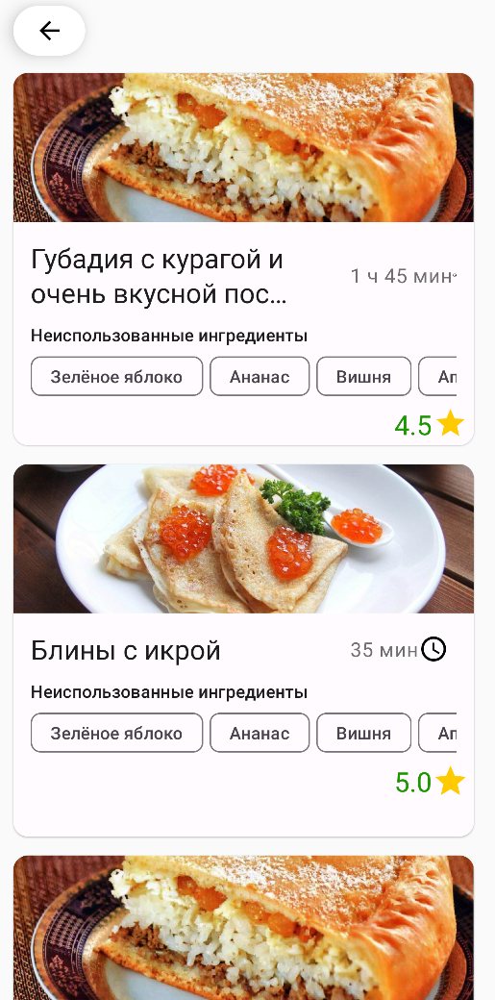 Губадия с курагой и
очень вкусной пос...
1 ч 45 мин
Неиспользованные ингредиенты
Зелёное яблоко
Ананас
Вишня
Ап
4.5
Блины с икрой
35 мин
Неиспользованные ингредиенты
Зелёное яблоко
Ананас
Вишня
Ап
5.0